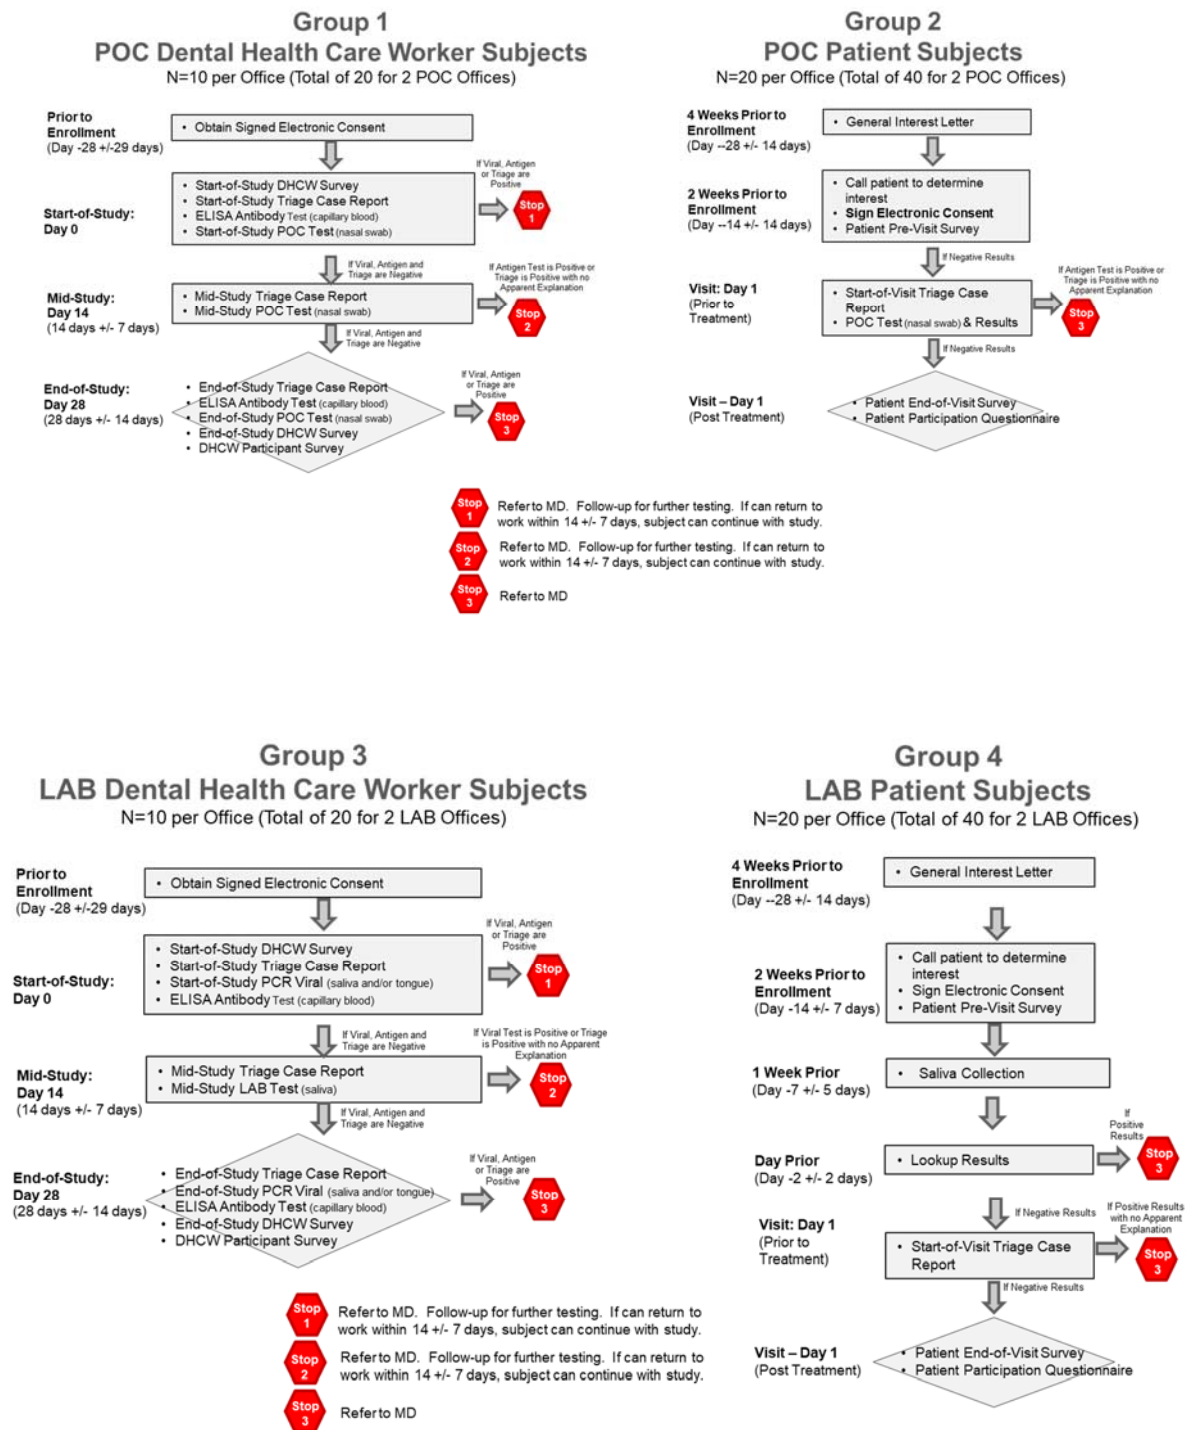 Group 1
POC Dental Health Care Worker Subjects
N=10 per Office (Total of 20 for 2 POC Offices)
Prior to
Enrollment
(Day -28 +/-29 days)
• Obtain Signed Electronic Consent
Start-of-Study:
Day 0
• Start-of-Study DHCW Survey
• Start-of-Study Triage Case Report
• ELISA Antibody Test (capillary blood)
• Start-of-Study POC Test (nasal swab)
If Viral, Antigen
or Triage are
Positive
Stop
1
If Viral, Antigen and
Triage are Negative
Mid-Study:
Day 14
(14 days +/- 7 days)
• Mid-Study Triage Case Report
• Mid-Study POC Test (nasal swab)
If Antigen Test is Positive or
Triage is Positive with no
Apparent Explanation
Stop
2
If Viral, Antigen and
Triage are Negative
End-of-Study:
Day 28
(28 days +/- 14 days)
• End-of-Study Triage Case Report
• ELISA Antibody Test (capillary blood)
• End-of-Study POC Test (nasal swab)
• End-of-Study DHCW Survey
• DHCW Participant Survey
If Viral, Antigen
or Triage are
Positive
Stop
3
Group 2
POC Patient Subjects
N=20 per Office (Total of 40 for 2 POC Offices)
4 Weeks Prior to
Enrollment
(Day --28 +/- 14 days)
• General Interest Letter
2 Weeks Prior to
Enrollment
(Day --14 +/- 14 days)
• Call patient to determine
interest
• Sign Electronic Consent
• Patient Pre-Visit Survey
If Negative Results
Visit: Day 1
(Prior to
Treatment)
• Start-of-Visit Triage Case
Report
• POC Test (nasal swab) & Results
If Antigen Test is Positive or
Triage is Positive with no
Apparent Explanation
Stop
3
If Negative Results
Visit – Day 1
(Post Treatment)
• Patient End-of-Visit Survey
• Patient Participation Questionnaire
Stop
1
Refer to MD. Follow-up for further testing. If can return to
work within 14 +/- 7 days, subject can continue with study.
Stop
2
Refer to MD. Follow-up for further testing. If can return to
work within 14 +/- 7 days, subject can continue with study.
Stop
3
Refer to MD
Group 3
LAB Dental Health Care Worker Subjects
N=10 per Office (Total of 20 for 2 LAB Offices)
Prior to
Enrollment
(Day -28 +/-29 days)
• Obtain Signed Electronic Consent
Start-of-Study:
Day 0
• Start-of-Study DHCW Survey
• Start-of-Study Triage Case Report
• Start-of-Study PCR Viral (saliva and/or tongue)
• ELISA Antibody Test (capillary blood)
If Viral, Antigen
or Triage are
Positive
Stop
1
If Viral, Antigen and
Triage are Negative
Mid-Study:
Day 14
(14 days +/- 7 days)
• Mid-Study Triage Case Report
• Mid-Study LAB Test (saliva)
If Viral Test is Positive or Triage
is Positive with no Apparent
Explanation
Stop
2
If Viral, Antigen and
Triage are Negative
End-of-Study:
Day 28
(28 days +/- 14 days)
• End-of-Study Triage Case Report
• End-of-Study PCR Viral (saliva and/or tongue)
• ELISA Antibody Test (capillary blood)
• End-of-Study DHCW Survey
• DHCW Participant Survey
If Viral, Antigen
or Triage are
Positive
Stop
3
Group 4
LAB Patient Subjects
N=20 per Office (Total of 40 for 2 LAB Offices)
4 Weeks Prior to
Enrollment
(Day --28 +/- 14 days)
• General Interest Letter
2 Weeks Prior to
Enrollment
(Day -14 +/- 7 days)
• Call patient to determine
interest
• Sign Electronic Consent
• Patient Pre-Visit Survey
1 Week Prior
(Day -7 +/- 5 days)
• Saliva Collection
Day Prior
(Day -2 +/- 2 days)
• Lookup Results
If
Positive
Results
Stop
3
If Negative Results
Visit: Day 1
(Prior to
Treatment)
• Start-of-Visit Triage Case
Report
If Positive Results
with no Apparent
Explanation
Stop
3
If Negative Results
Visit – Day 1
(Post Treatment)
• Patient End-of-Visit Survey
• Patient Participation Questionnaire
Stop
1
Refer to MD. Follow-up for further testing. If can return to
work within 14 +/- 7 days, subject can continue with study.
Stop
2
Refer to MD. Follow-up for further testing. If can return to
work within 14 +/- 7 days, subject can continue with study.
Stop
3
Refer to MD